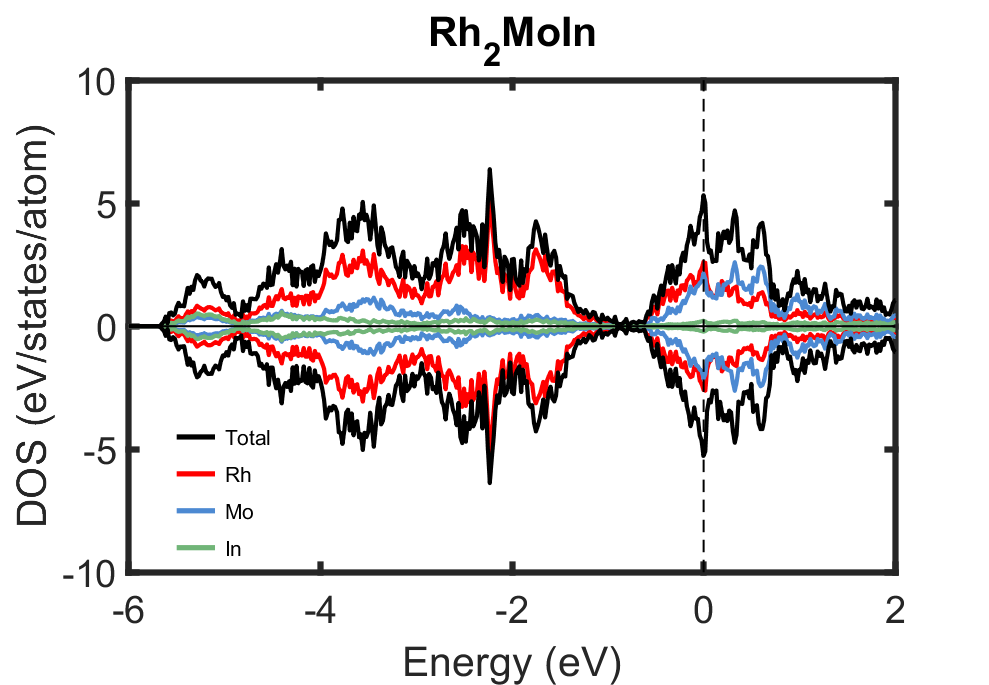 Rh₂MoIn
DOS (eV/states/atom)
10
5
0
-5
-10
Total
Rh
Mo
In
-6 -4 -2 0 2
Energy (eV)